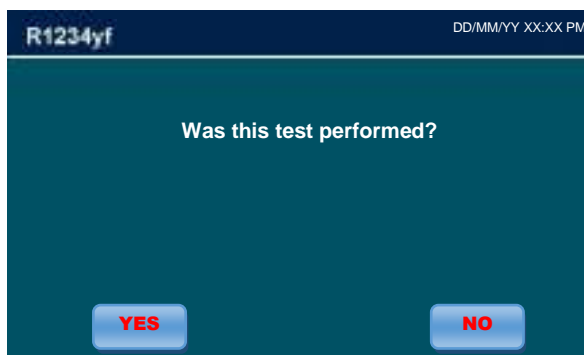 R1234yf
DD/MM/YY XX:XX PM
Was this test performed?
YES
NO